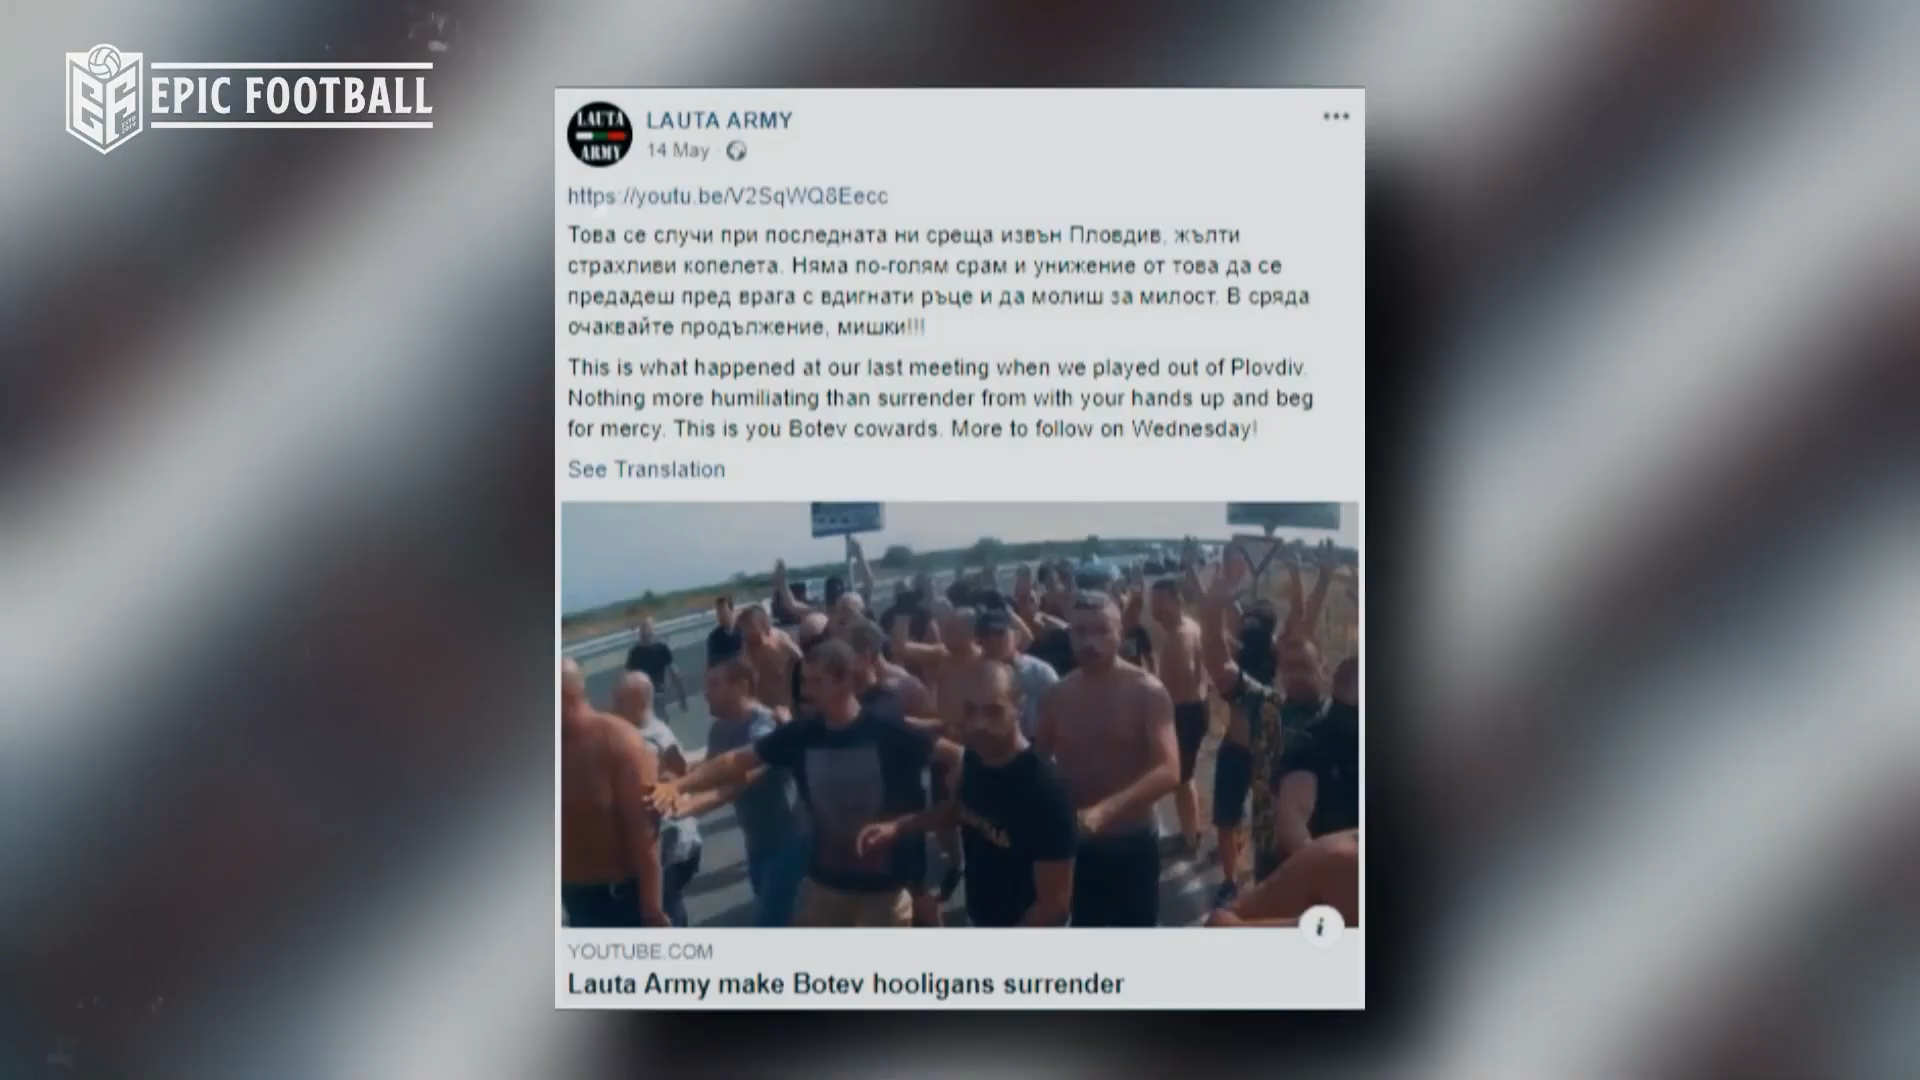 EPIC FOOTBALL
LAUTA
ARMY
LAUTA ARMY
14 May
https://youtu.be/V2SqWQ8Eecc
Това се случи при последната ни среща извън Пловдив, жълти
страхливи копелета. Няма по-голям срам и унижение от това да се
предадеш пред врага с вдигнати ръце и да молиш за милост. В сряда
очаквайте продължение, мишки!!!
This is what happened at our last meeting when we played out of Plovdiv.
Nothing more humiliating than surrender from with your hands up and beg
for mercy. This is you Botev cowards. More to follow on Wednesday!
See Translation
YOUTUBE.COM
Lauta Army make Botev hooligans surrender